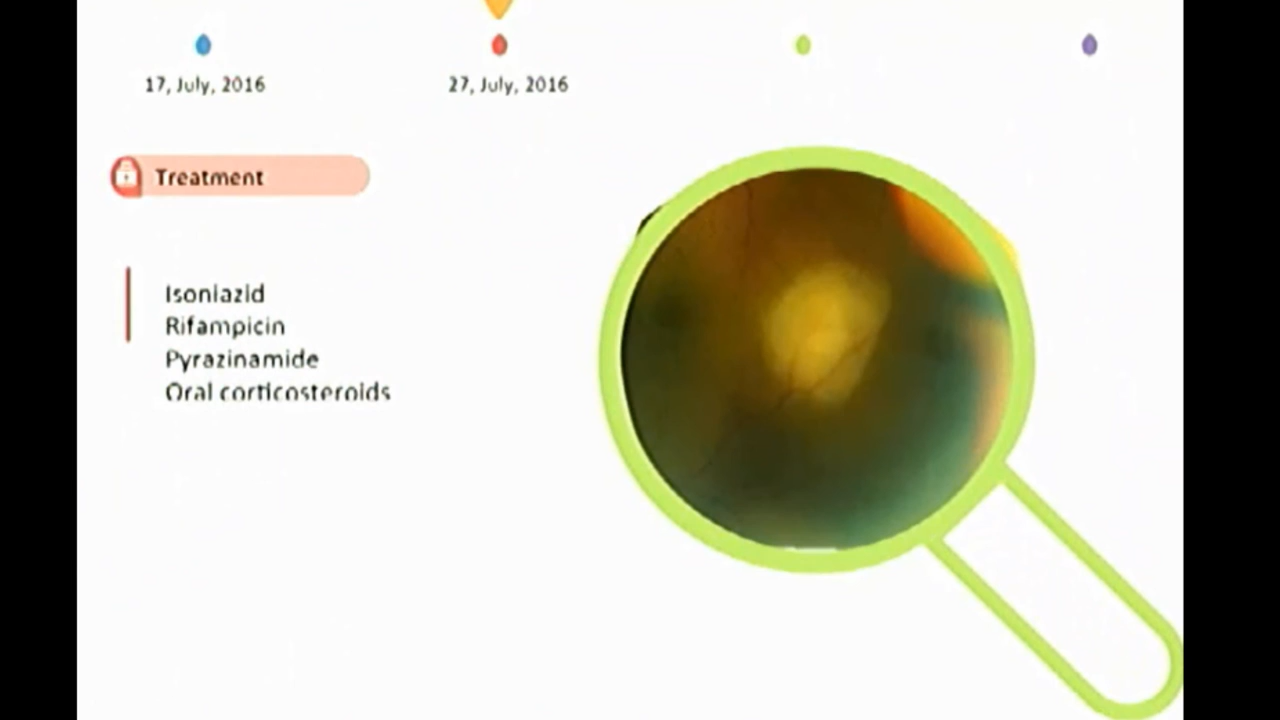 17, July, 2016
27, July, 2016
Treatment
Isoniazid
Rifampicin
Pyrazinamide
Oral corticosteroids